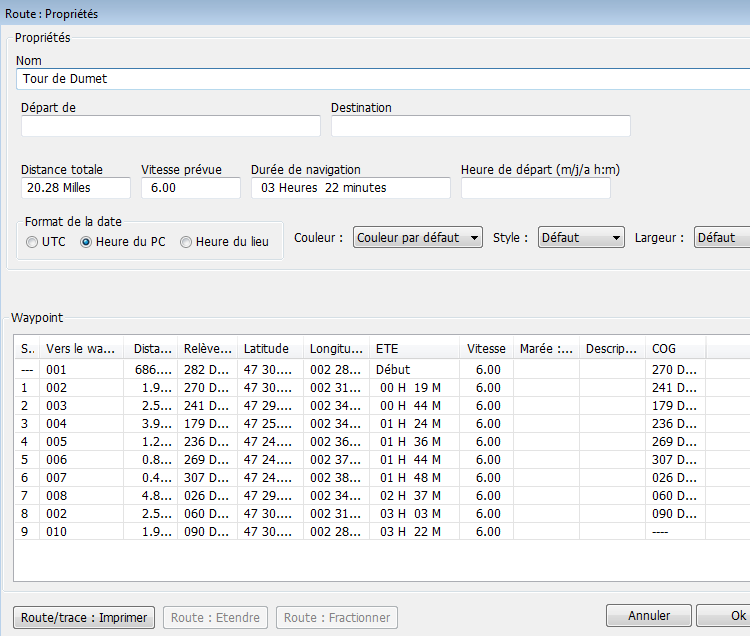 Route : Propriétés
Propriétés
Nom
Tour de Dumet
Départ de Destination
Distance totale Vitesse prévue Durée de navigation Heure de départ (m/j/a h:m)
20.28 Milles 6.00 03 Heures 22 minutes
Format de la date
UTC Heure du PC Heure du lieu Couleur : Couleur par défaut Style : Défaut Largeur : Défaut
Waypoint
S.. Vers le wa... Dista... Relève... Latitude Longitu... ETE Vitesse Marée :... Descrip... COG
--- 001 686.... 282 D... 47 30.... 002 28... Début 6.00 270 D...
1 002 1.9... 270 D... 47 30.... 002 31... 00 H 19 M 6.00 241 D...
2 003 2.5... 241 D... 47 29.... 002 34... 00 H 44 M 6.00 179 D...
3 004 3.9... 179 D... 47 25.... 002 34... 01 H 24 M 6.00 236 D...
4 005 1.2... 236 D... 47 24.... 002 36... 01 H 36 M 6.00 269 D...
5 006 0.8... 269 D... 47 24.... 002 37... 01 H 44 M 6.00 307 D...
6 007 0.4... 307 D... 47 24.... 002 38... 01 H 48 M 6.00 026 D...
7 008 4.8... 026 D... 47 29.... 002 34... 02 H 37 M 6.00 060 D...
8 002 2.5... 060 D... 47 30.... 002 31... 03 H 03 M 6.00 090 D...
9 010 1.9... 090 D... 47 30.... 002 28... 03 H 22 M 6.00 ----
Route/trace : Imprimer Route : Etendre Route : Fractionner Annuler Ok